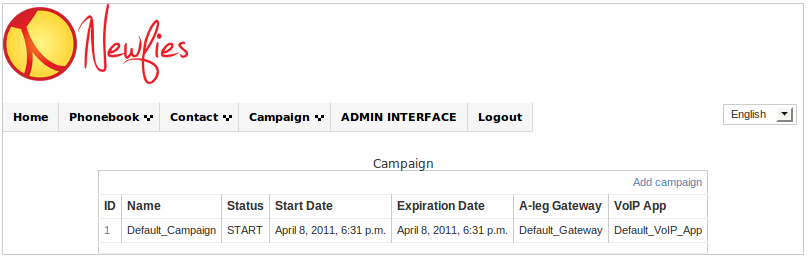 Newfies
Home Phonebook Contact Campaign ADMIN INTERFACE Logout English
Campaign
Add campaign
ID Name Status Start Date Expiration Date A-leg Gateway VoIP App
1 Default_Campaign START April 8, 2011, 6:31 p.m. April 8, 2011, 6:31 p.m. Default_Gateway Default_VoIP_App